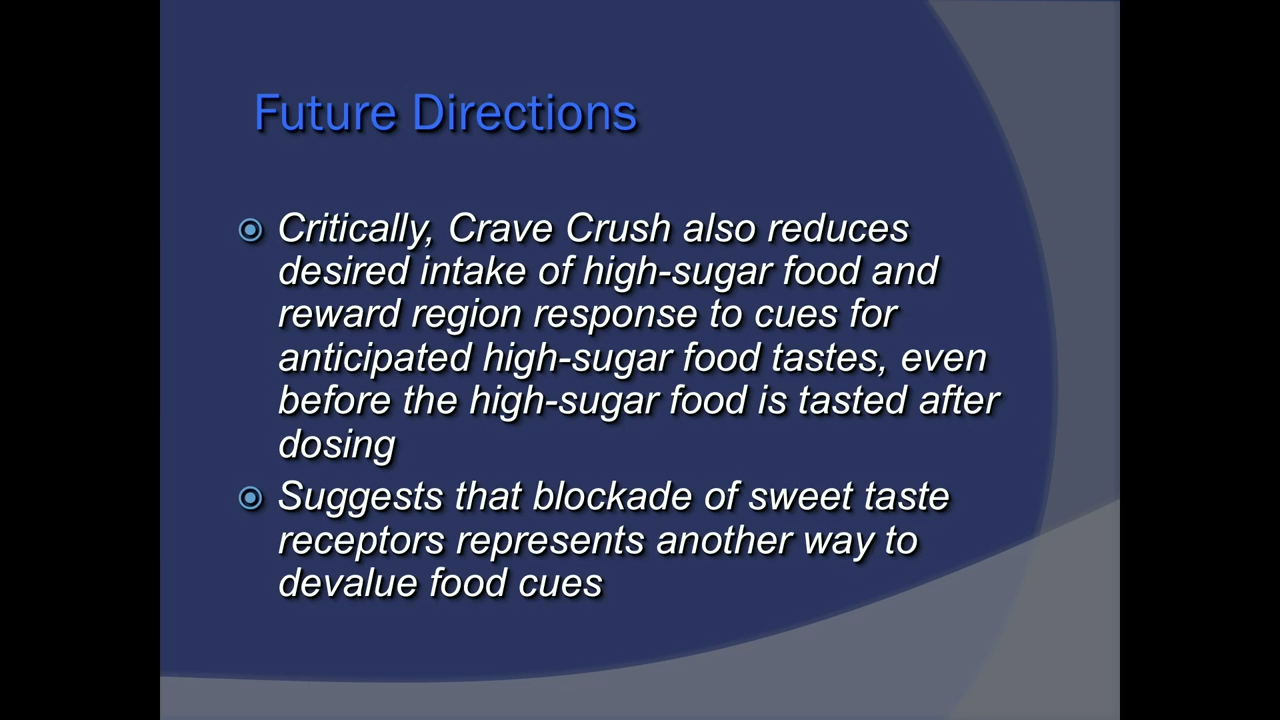 Future Directions
Critically, Crave Crush also reduces
desired intake of high-sugar food and
reward region response to cues for
anticipated high-sugar food tastes, even
before the high-sugar food is tasted after
dosing
Suggests that blockade of sweet taste
receptors represents another way to
devalue food cues